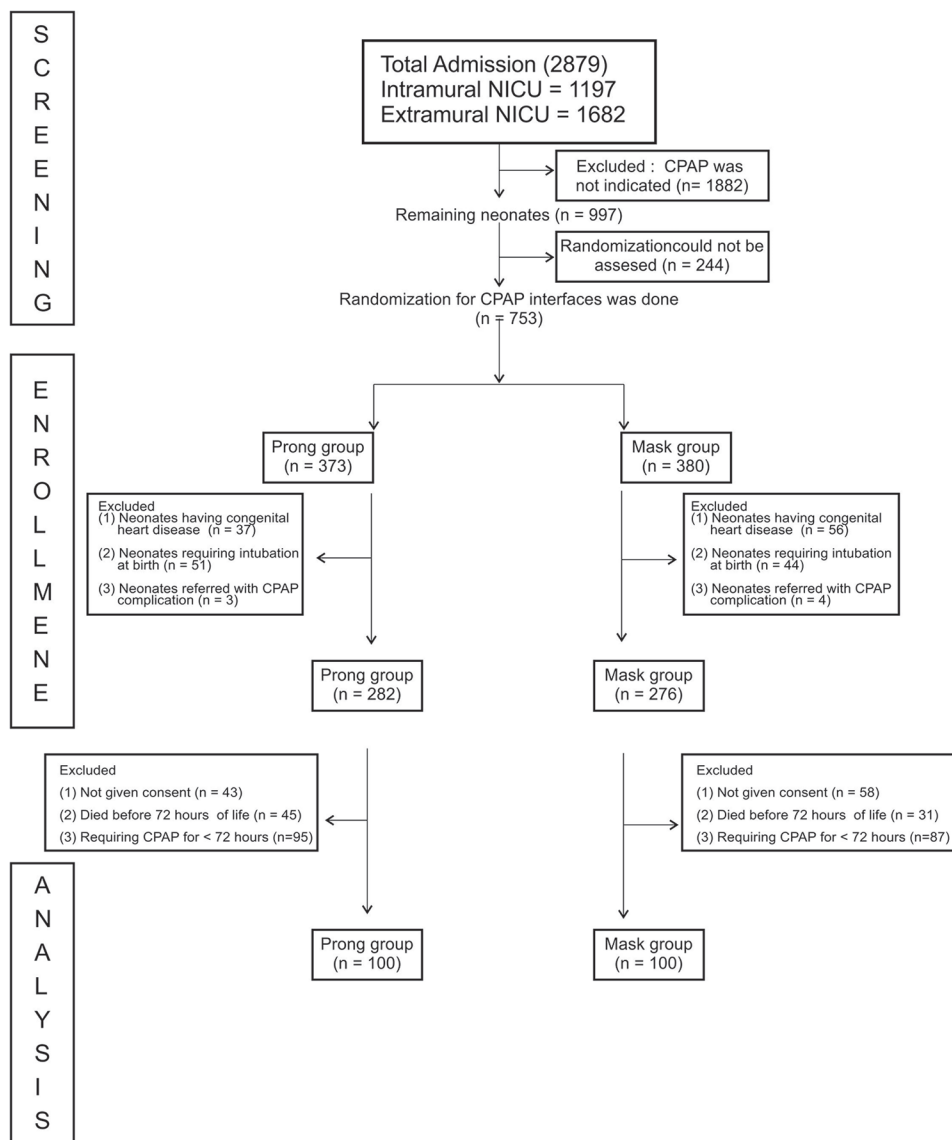 SCREENING
Total Admission (2879)
Intramural NICU = 1197
Extramural NICU = 1682
Excluded : CPAP was
not indicated (n= 1882)
Remaining neonates (n = 997)
Randomizationcould not be
assesed (n = 244)
Randomization for CPAP interfaces was done
(n = 753)
ENROLLMENE
Prong group
(n = 373)
Mask group
(n = 380)
Excluded
(1) Neonates having congenital
heart disease (n = 37)
(2) Neonates requiring intubation
at birth (n = 51)
(3) Neonates referred with CPAP
complication (n = 3)
Excluded
(1) Neonates having congenital
heart disease (n = 56)
(2) Neonates requiring intubation
at birth (n = 44)
(3) Neonates referred with CPAP
complication (n = 4)
Prong group
(n = 282)
Mask group
(n = 276)
Excluded
(1) Not given consent (n = 43)
(2) Died before 72 hours of life (n = 45)
(3) Requiring CPAP for < 72 hours (n=95)
Excluded
(1) Not given consent (n = 58)
(2) Died before 72 hours of life (n = 31)
(3) Requiring CPAP for < 72 hours (n=87)
ANALYSIS
Prong group
(n = 100)
Mask group
(n = 100)